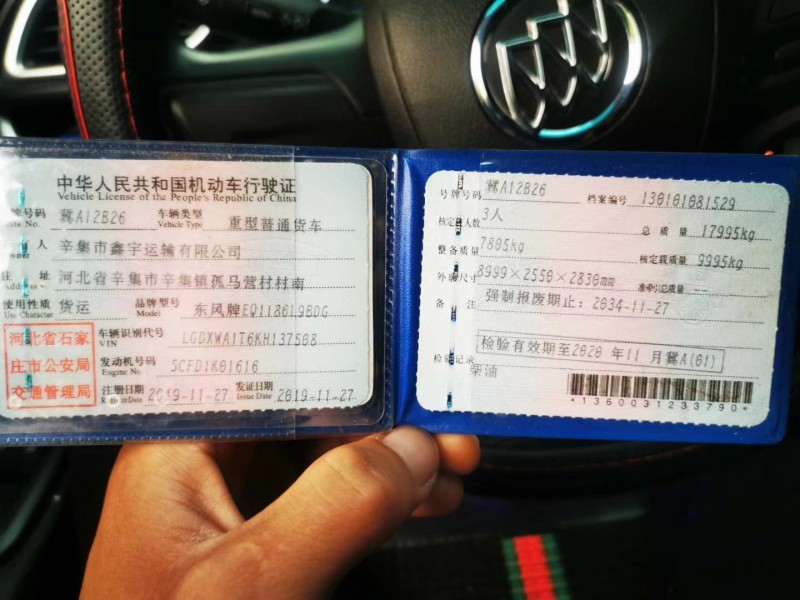 中华人民共和国机动车行驶证
Vehicle License of the People's Republic of China
牌号码 冀A12B26 车辆类型 重型普通货车
Plate No. Vehicle Type
人 辛集市鑫宇运输有限公司
住 址 河北省辛集市辛集镇孤马营村村南
Address
使用性质 货运 品牌型号 东风牌EQ1186L9BDG
Use Character Model
河北省石家
庄市公安局
交通管理局
车辆识别代号 LGDXWA1T6KH137508
VIN
发动机号码 SCFD1K01616
Engine No.
注册日期 2019-11-27 发证日期 2019-11-27
Register Date Issue Date
号牌号码 冀A12B26 档案编号 130101081529
核定载人数 3人 总质量 17995kg
整备质量 7805kg 核定载质量 9995kg
外廓尺寸 8999×2550×2830mm 准牵引总质量 --
备 注 强制报废期止：2034-11-27
检验有效期至2020 年11 月冀A(01)
检验记录
柴油
*1360031233790*